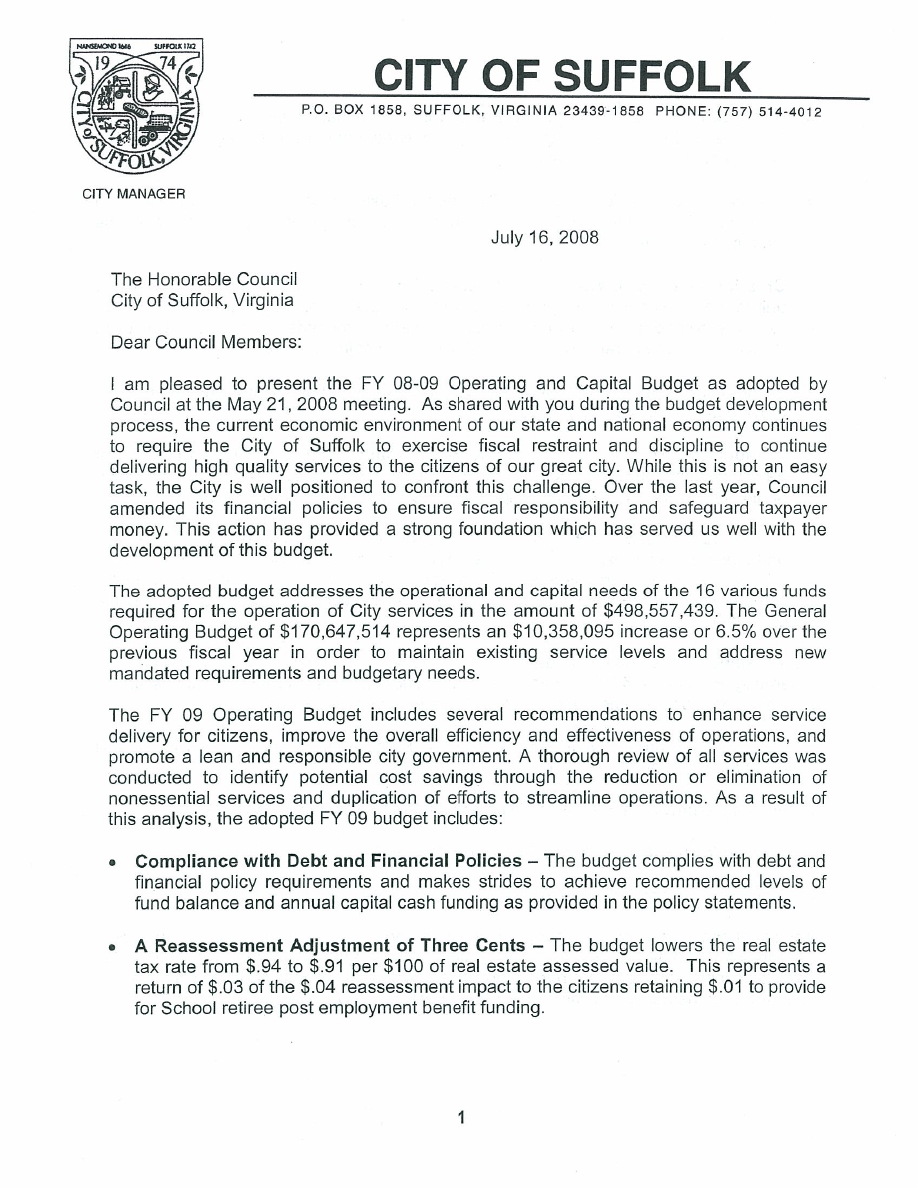 NANSEMOND 1646 SUFFOLK 1742
19 74
CITY of SUFFOLK, VIRGINIA
CITY MANAGER
CITY OF SUFFOLK
P.O. BOX 1858, SUFFOLK, VIRGINIA 23439-1858 PHONE: (757) 514-4012
July 16, 2008
The Honorable Council
City of Suffolk, Virginia
Dear Council Members:
I am pleased to present the FY 08-09 Operating and Capital Budget as adopted by
Council at the May 21, 2008 meeting. As shared with you during the budget development
process, the current economic environment of our state and national economy continues
to require the City of Suffolk to exercise fiscal restraint and discipline to continue
delivering high quality services to the citizens of our great city. While this is not an easy
task, the City is well positioned to confront this challenge. Over the last year, Council
amended its financial policies to ensure fiscal responsibility and safeguard taxpayer
money. This action has provided a strong foundation which has served us well with the
development of this budget.
The adopted budget addresses the operational and capital needs of the 16 various funds
required for the operation of City services in the amount of $498,557,439. The General
Operating Budget of $170,647,514 represents an $10,358,095 increase or 6.5% over the
previous fiscal year in order to maintain existing service levels and address new
mandated requirements and budgetary needs.
The FY 09 Operating Budget includes several recommendations to enhance service
delivery for citizens, improve the overall efficiency and effectiveness of operations, and
promote a lean and responsible city government. A thorough review of all services was
conducted to identify potential cost savings through the reduction or elimination of
nonessential services and duplication of efforts to streamline operations. As a result of
this analysis, the adopted FY 09 budget includes:
• Compliance with Debt and Financial Policies – The budget complies with debt and
financial policy requirements and makes strides to achieve recommended levels of
fund balance and annual capital cash funding as provided in the policy statements.
• A Reassessment Adjustment of Three Cents – The budget lowers the real estate
tax rate from $.94 to $.91 per $100 of real estate assessed value. This represents a
return of $.03 of the $.04 reassessment impact to the citizens retaining $.01 to provide
for School retiree post employment benefit funding.
1